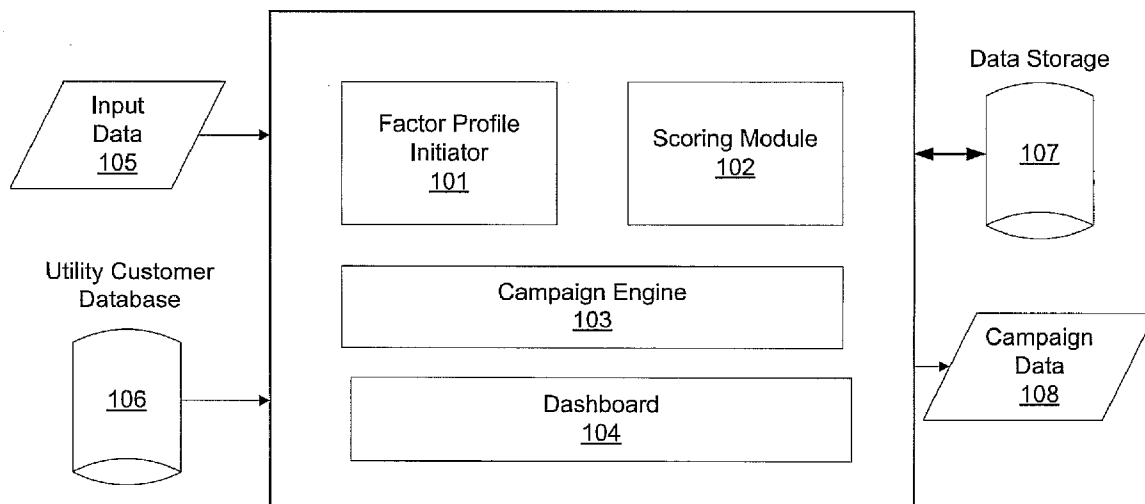 Input
Data
105
Utility Customer
Database
106
Factor Profile
Initiator
101
Scoring Module
102
Campaign Engine
103
Dashboard
104
Data Storage
107
Campaign
Data
108